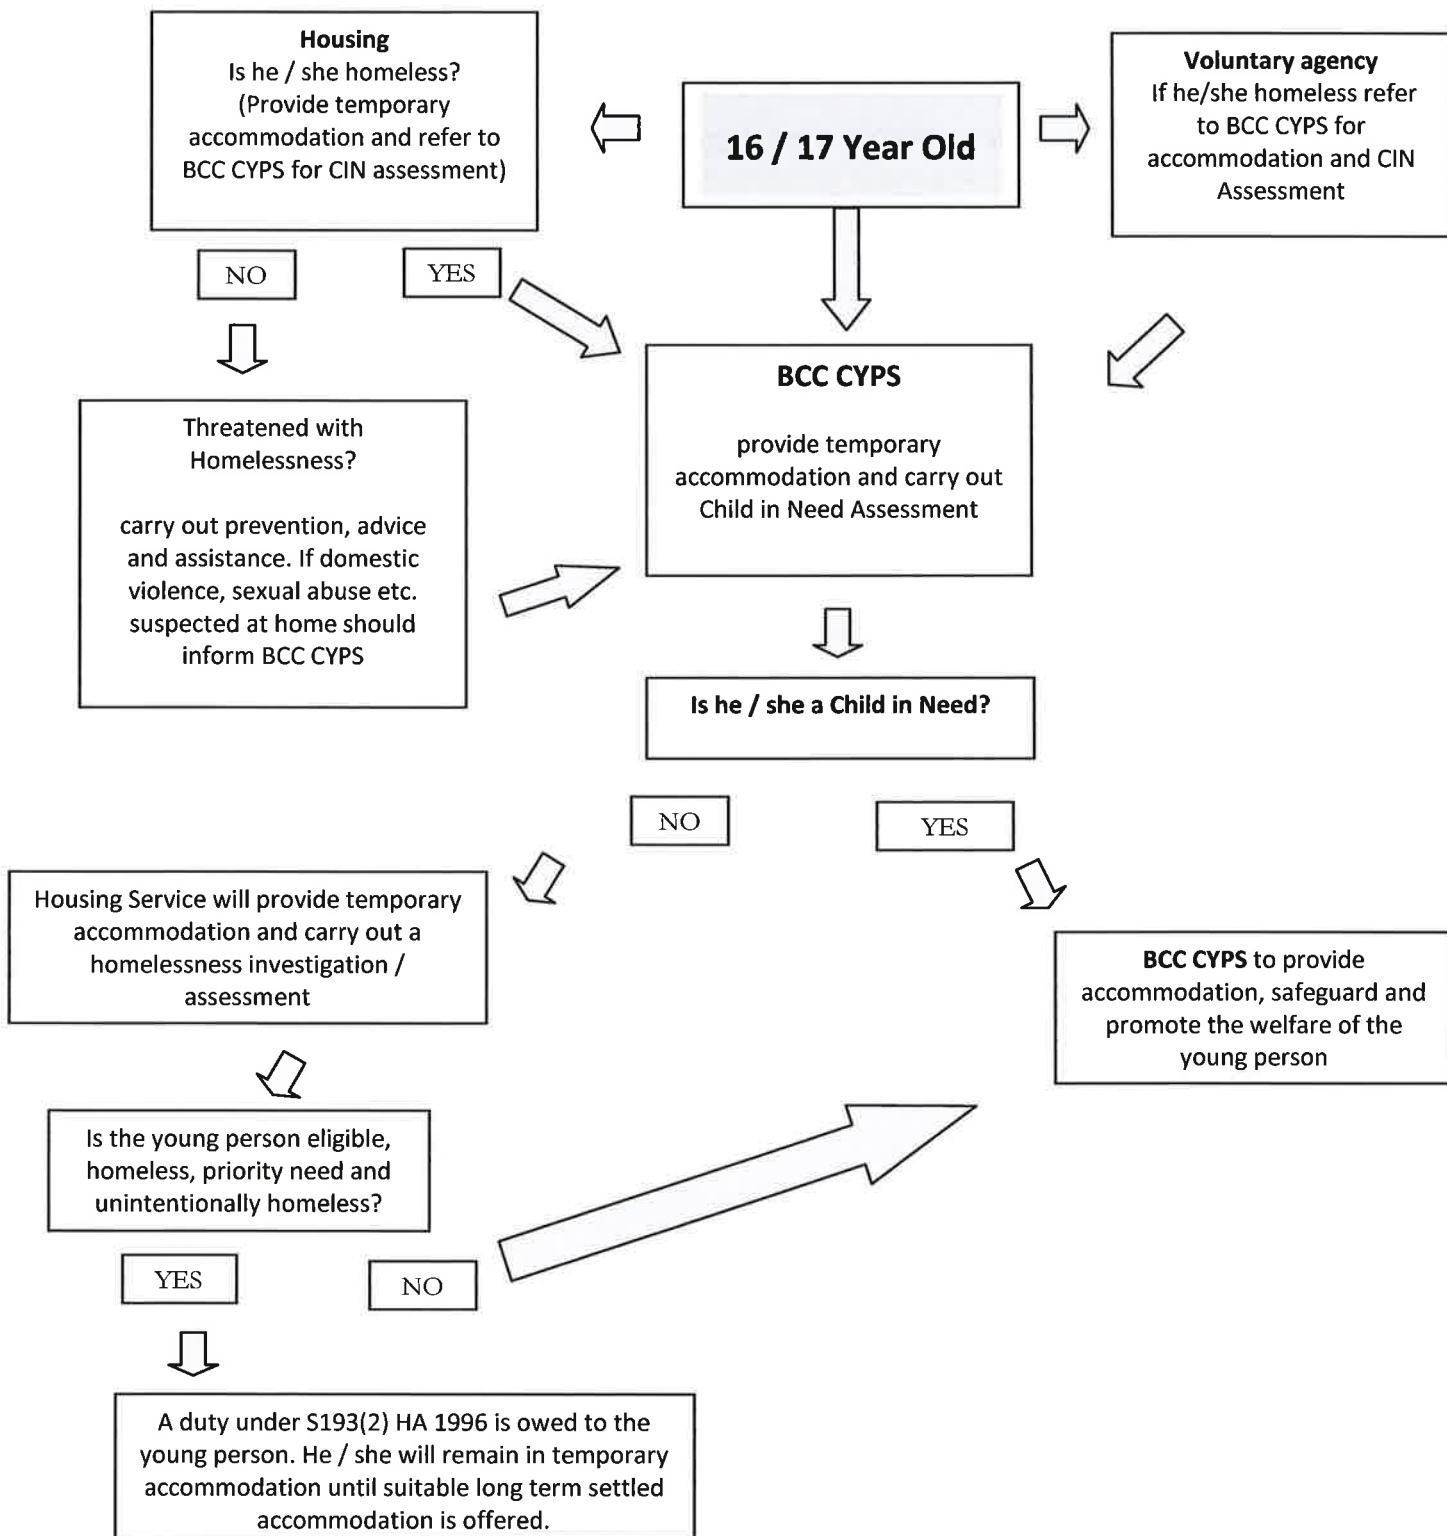 Housing
Is he / she homeless?
(Provide temporary
accommodation and refer to
BCC CYPS for CIN assessment)
16 / 17 Year Old
Voluntary agency
If he/she homeless refer
to BCC CYPS for
accommodation and CIN
Assessment
NO
YES
Threatened with
Homelessness?
carry out prevention, advice
and assistance. If domestic
violence, sexual abuse etc.
suspected at home should
inform BCC CYPS
BCC CYPS
provide temporary
accommodation and carry out
Child in Need Assessment
Is he / she a Child in Need?
NO
YES
Housing Service will provide temporary
accommodation and carry out a
homelessness investigation /
assessment
BCC CYPS to provide
accommodation, safeguard and
promote the welfare of the
young person
Is the young person eligible,
homeless, priority need and
unintentionally homeless?
YES
NO
A duty under S193(2) HA 1996 is owed to the
young person. He / she will remain in temporary
accommodation until suitable long term settled
accommodation is offered.